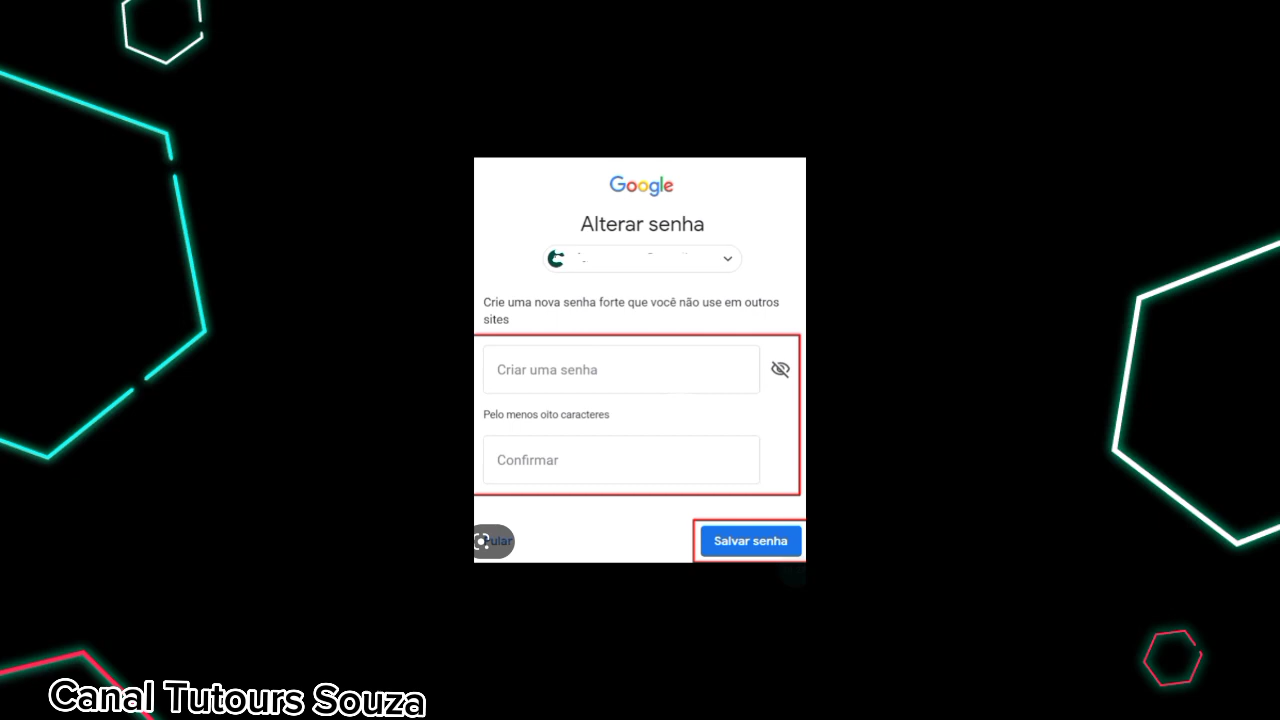 Google
Alterar senha
Crie uma nova senha forte que você não use em outros
sites
Criar uma senha
Pelo menos oito caracteres
Confirmar
Salvar senha
Canal Tutours Souza